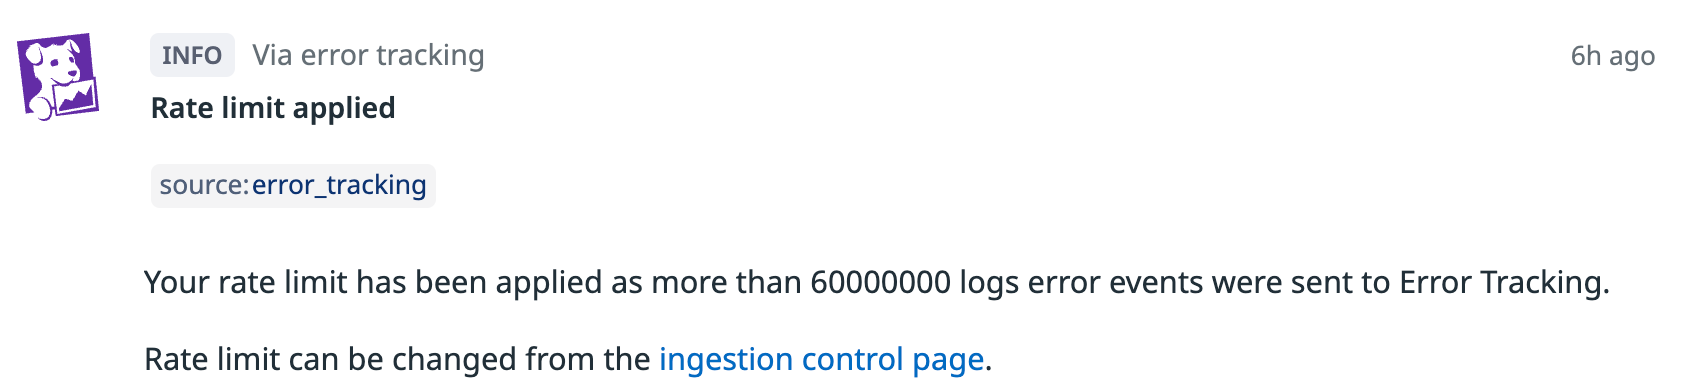 INFO Via error tracking 6h ago
Rate limit applied
source:error_tracking
Your rate limit has been applied as more than 60000000 logs error events were sent to Error Tracking.
Rate limit can be changed from the ingestion control page.